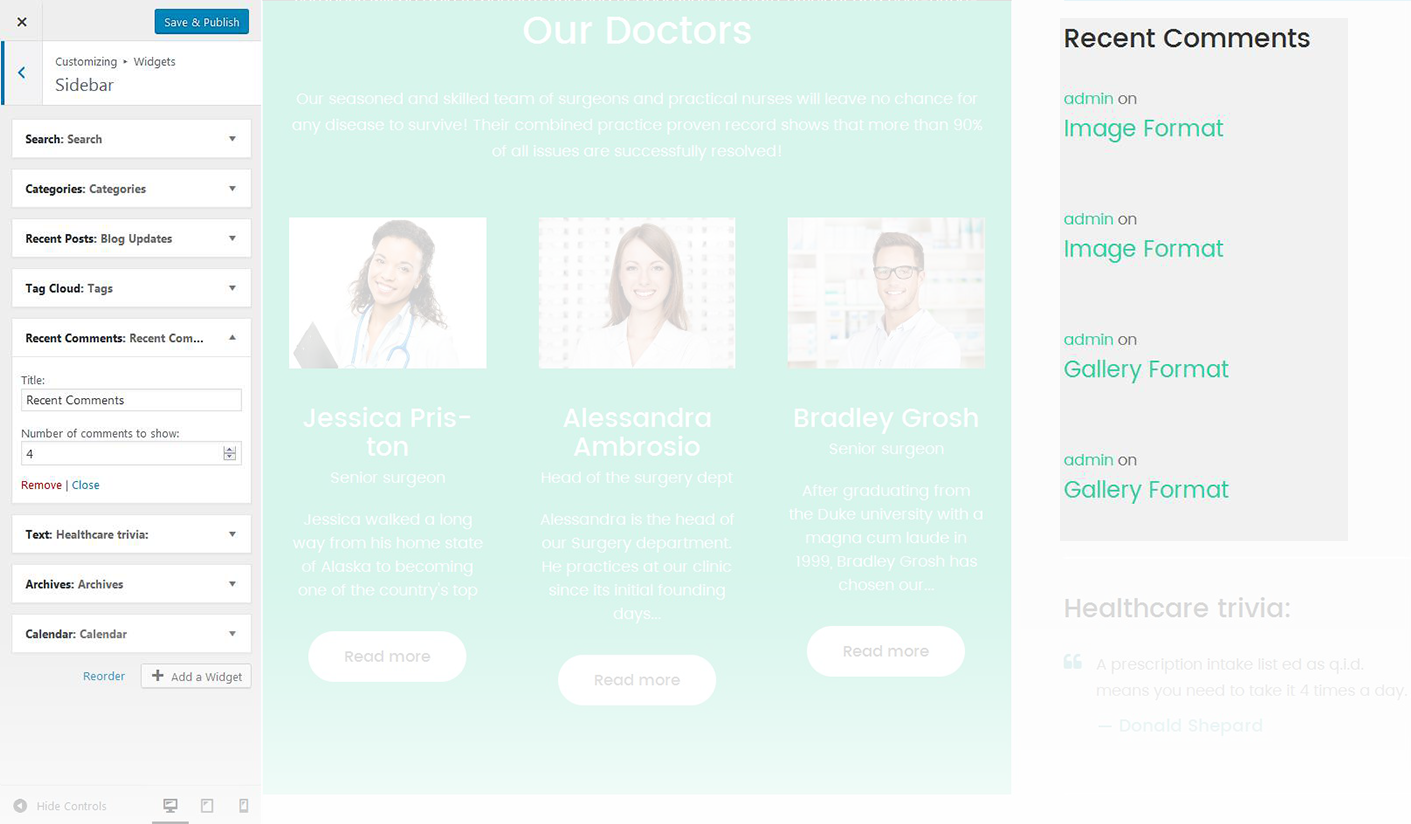 Save & Publish
Customizing ▸ Widgets
Sidebar
Search: Search
Categories: Categories
Recent Posts: Blog Updates
Tag Cloud: Tags
Recent Comments: Recent Com...
Title:
Recent Comments
Number of comments to show:
4
Remove | Close
Text: Healthcare trivia:
Archives: Archives
Calendar: Calendar
Reorder
Add a Widget
Hide Controls
Our Doctors
Our seasoned and skilled team of surgeons and practical nurses will leave no chance for
any disease to survive! Their combined practice proven record shows that more than 90%
of all issues are successfully resolved!
Jessica Pris-
ton
Senior surgeon
Jessica walked a long
way from his home state
of Alaska to becoming
one of the country's top
Read more
Alessandra
Ambrosio
Head of the surgery dept
Alessandra is the head of
our Surgery department.
He practices at our clinic
since its initial founding
days...
Read more
Bradley Grosh
Senior surgeon
After graduating from
the Duke university with a
magna cum laude in
1999, Bradley Grosh has
chosen our...
Read more
Recent Comments
admin on
Image Format
admin on
Image Format
admin on
Gallery Format
admin on
Gallery Format
Healthcare trivia:
A prescription intake list ed as q.i.d.
means you need to take it 4 times a day.
— Donald Shepard